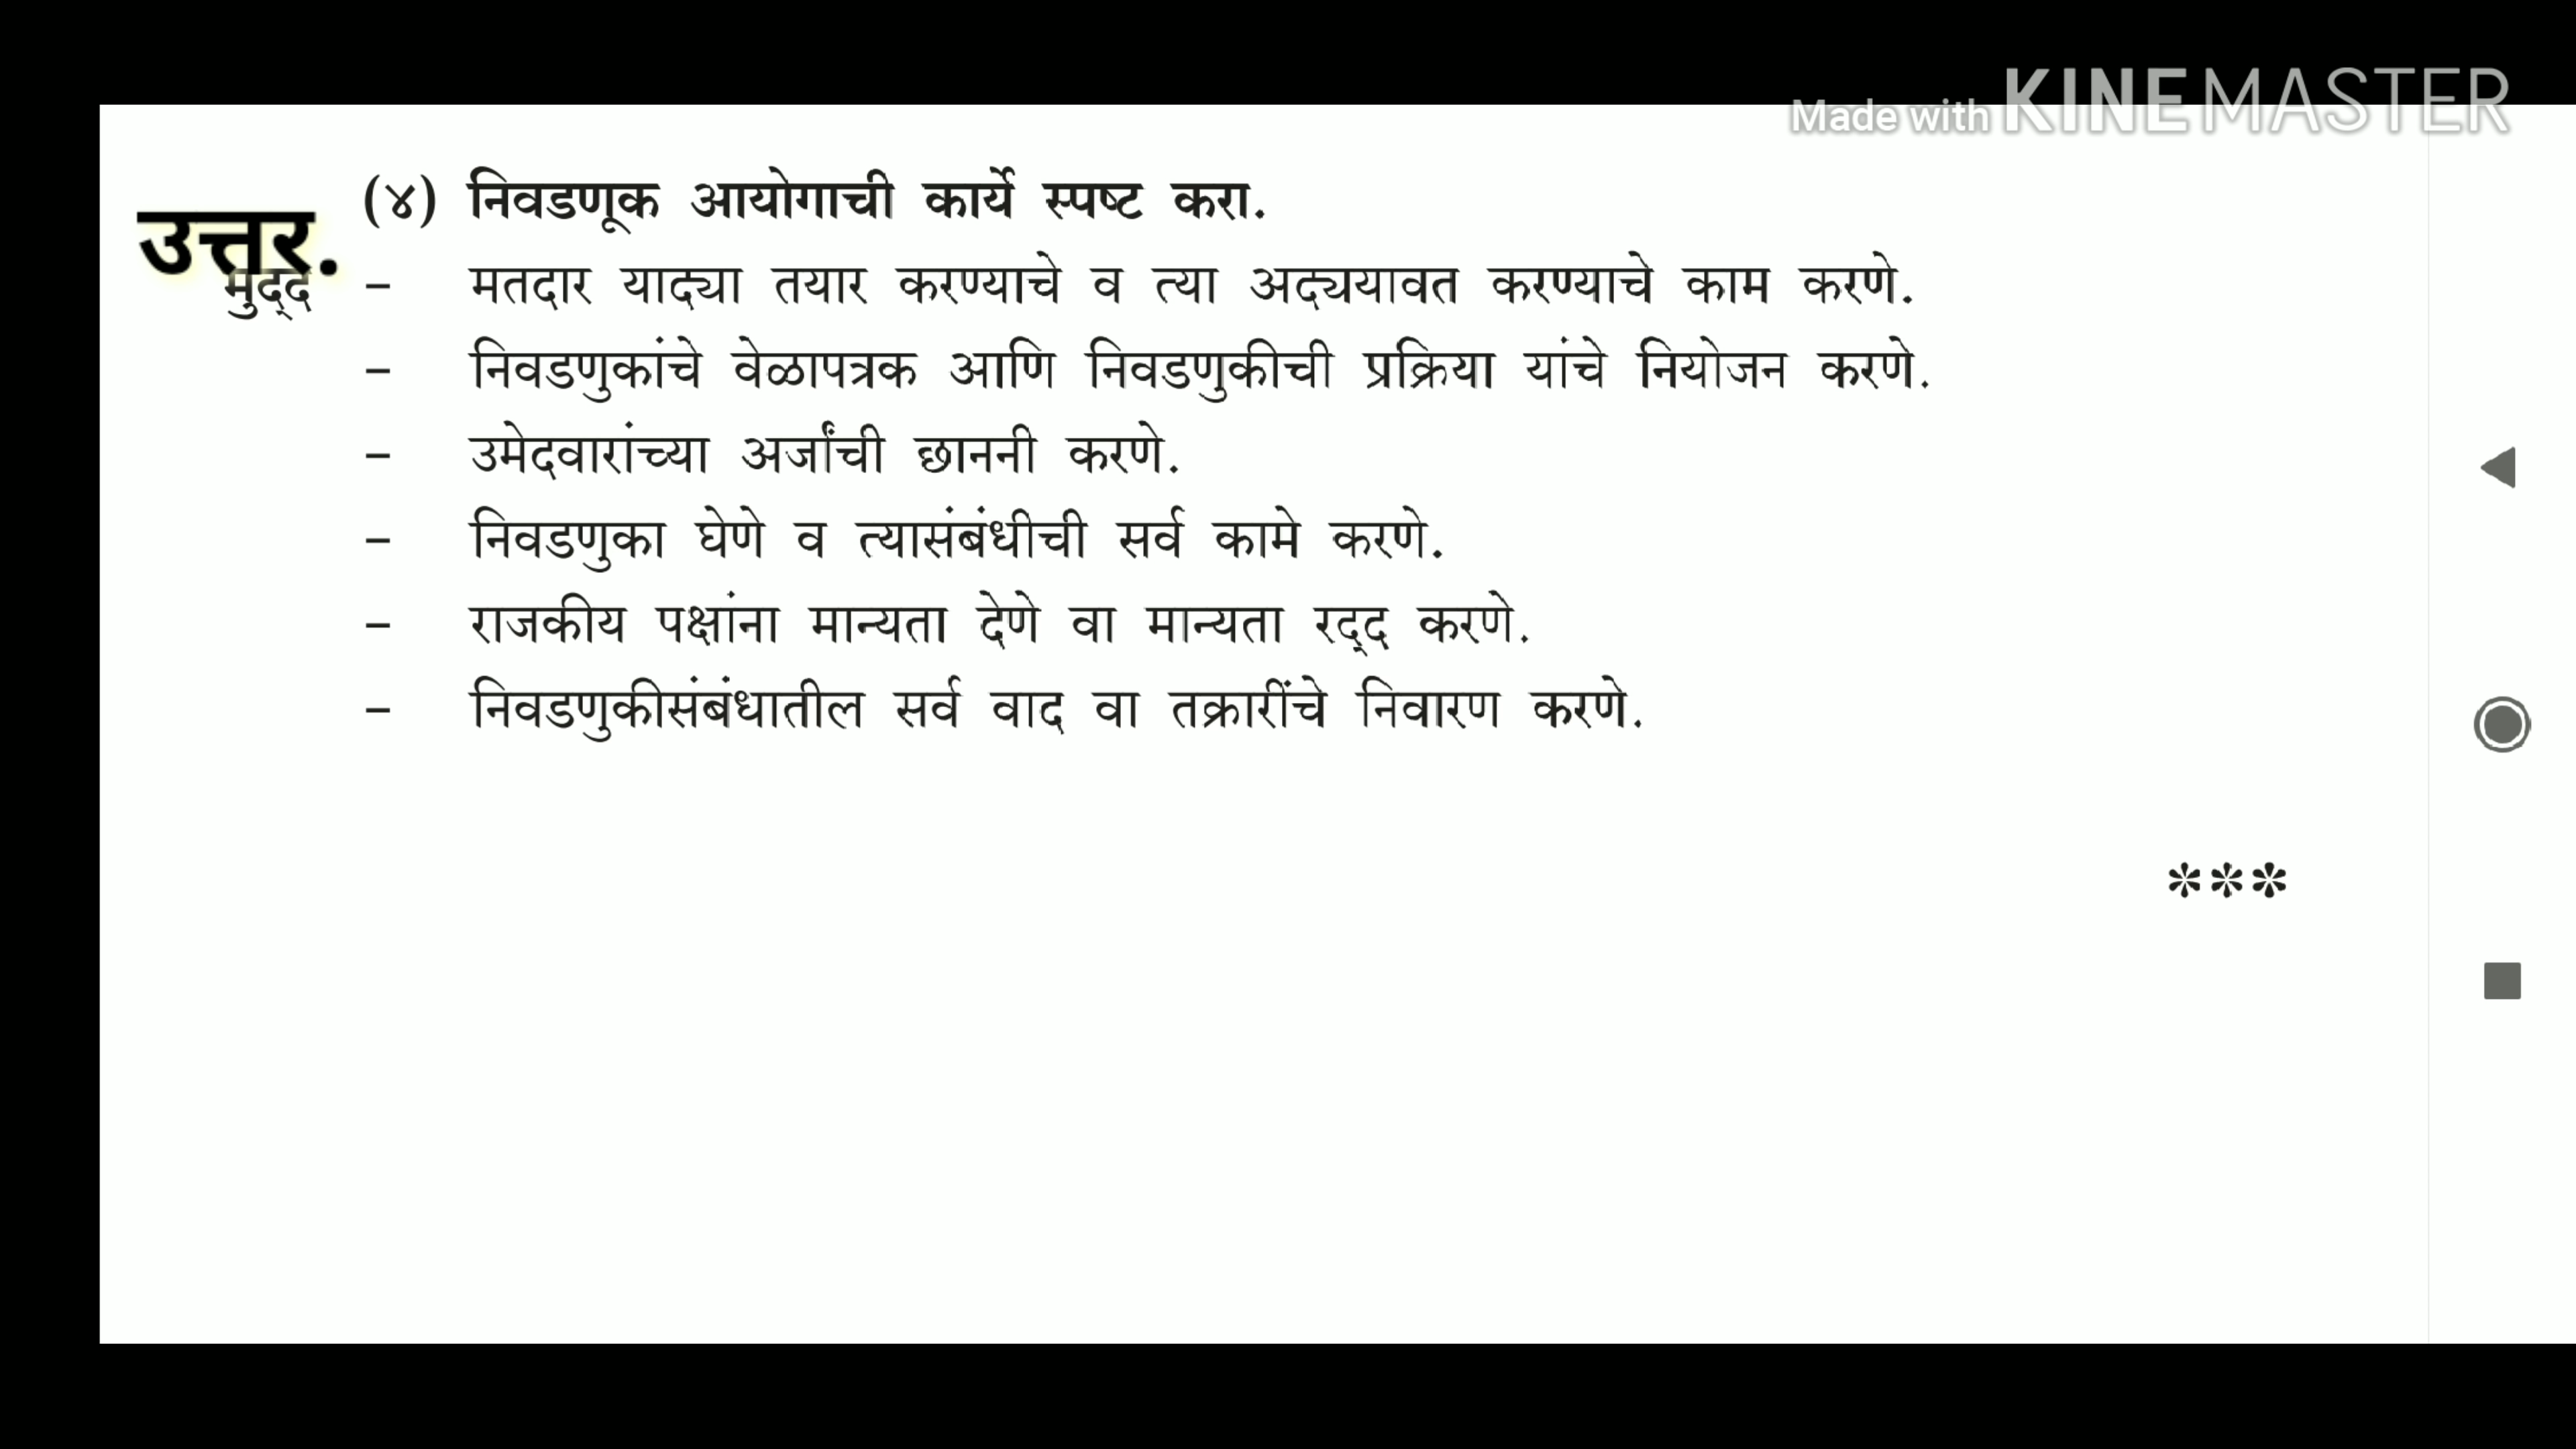 Made with KINEMASTER
(४) निवडणूक आयोगाची कार्ये स्पष्ट करा.
उत्तर.
मुद्दे – मतदार याद्या तयार करण्याचे व त्या अद्ययावत करण्याचे काम करणे.
– निवडणुकांचे वेळापत्रक आणि निवडणुकीची प्रक्रिया यांचे नियोजन करणे.
– उमेदवारांच्या अर्जांची छाननी करणे.
– निवडणुका घेणे व त्यासंबंधीची सर्व कामे करणे.
– राजकीय पक्षांना मान्यता देणे वा मान्यता रद्द करणे.
– निवडणुकीसंबंधातील सर्व वाद वा तक्रारींचे निवारण करणे.
***